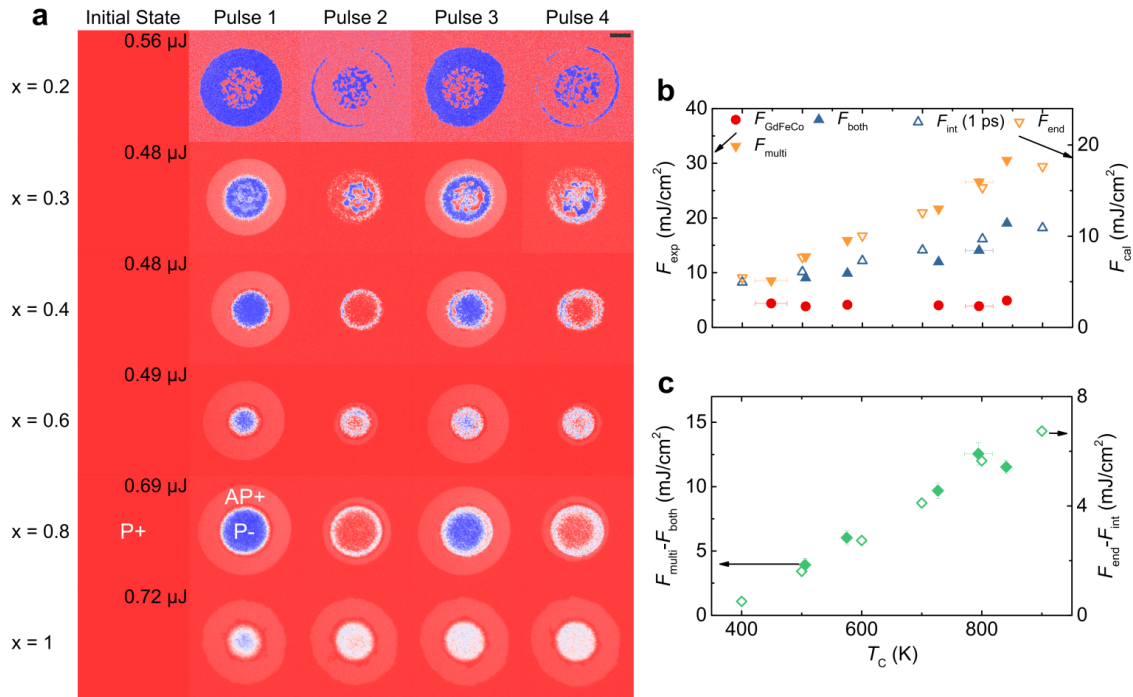 a Initial State Pulse 1 Pulse 2 Pulse 3 Pulse 4
x = 0.2 0.56 μJ
x = 0.3 0.48 μJ
x = 0.4 0.48 μJ
x = 0.6 0.49 μJ
x = 0.8 0.69 μJ
P+ AP+ P-
x = 1 0.72 μJ
b
F_GdFeCo F_both F_int (1 ps) F_end
F_multi
40
30
20
10
0
F_exp (mJ/cm²)
20
10
0
F_cal (mJ/cm²)
c
15
10
5
0
F_multi-F_both (mJ/cm²)
8
4
0
F_end-F_int (mJ/cm²)
400 600 800
T_C (K)